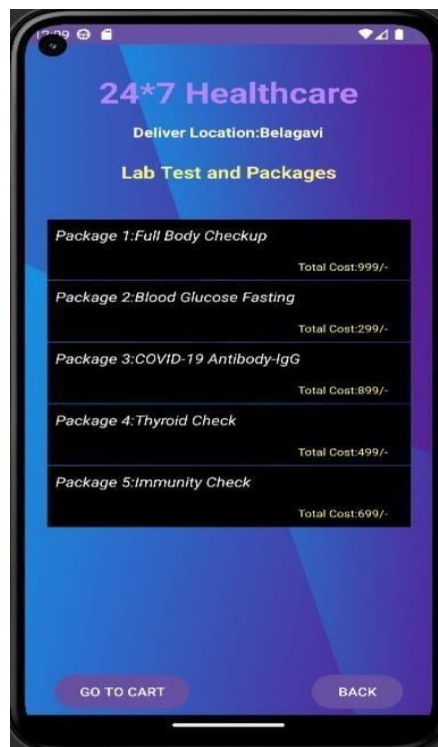 24*7 Healthcare
Deliver Location:Belagavi
Lab Test and Packages
Package 1:Full Body Checkup
Total Cost:999/-
Package 2:Blood Glucose Fasting
Total Cost:299/-
Package 3:COVID-19 Antibody-IgG
Total Cost:899/-
Package 4:Thyroid Check
Total Cost:499/-
Package 5:Immunity Check
Total Cost:699/-
GO TO CART
BACK